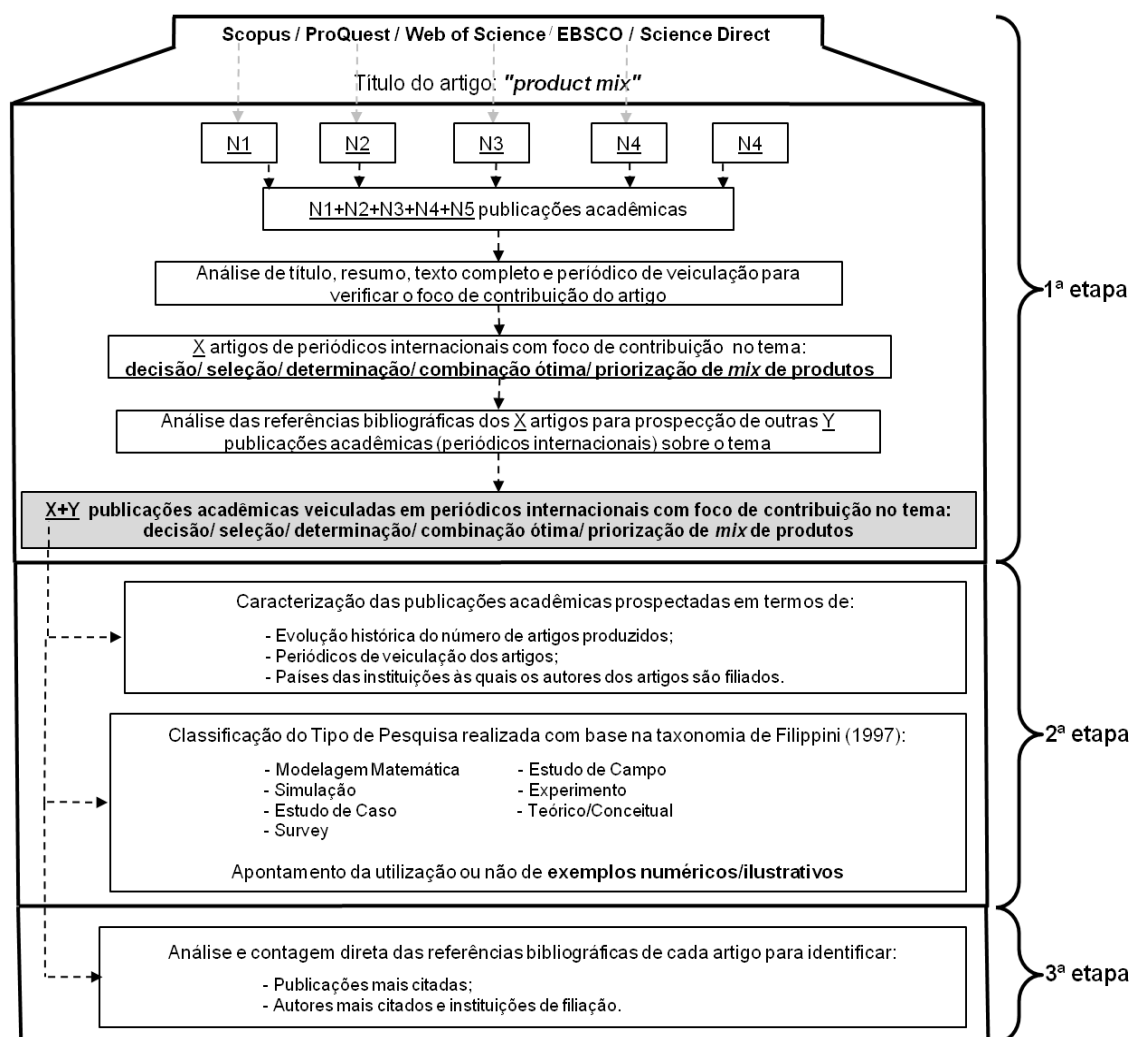 Scopus / ProQuest / Web of Science / EBSCO / Science Direct
Título do artigo: "product mix"
N1 N2 N3 N4 N4
N1+N2+N3+N4+N5 publicações acadêmicas
Análise de título, resumo, texto completo e períódico de veiculação para
verificar o foco de contribuição do artigo
1ª etapa
X artigos de periódicos internacionais com foco de contribuição no tema:
decisão/ seleção/ determinação/ combinação ótima/ priorização de mix de produtos
Análise das referências bibliográficas dos X artigos para prospecção de outras Y
publicações acadêmicas (periódicos internacionais) sobre o tema
X+Y publicações acadêmicas veiculadas em periódicos internacionais com foco de contribuição no tema:
decisão/ seleção/ determinação/ combinação ótima/ priorização de mix de produtos
Caracterização das publicações acadêmicas prospectadas em termos de:
- Evolução histórica do número de artigos produzidos;
- Periódicos de veiculação dos artigos;
- Países das instituições às quais os autores dos artigos são filiados.
2ª etapa
Classificação do Tipo de Pesquisa realizada com base na taxonomia de Filippini (1997):
- Modelagem Matemática
- Simulação
- Estudo de Caso
- Survey
- Estudo de Campo
- Experimento
- Teórico/Conceitual
Apontamento da utilização ou não de exemplos numéricos/ilustrativos
Análise e contagem direta das referências bibliográficas de cada artigo para identificar:
- Publicações mais citadas;
- Autores mais citados e instituições de filiação.
3ª etapa